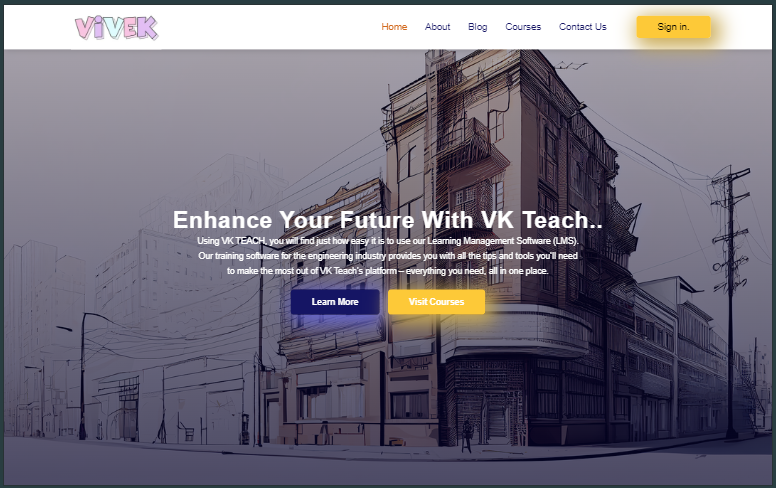 ViVEK
Home About Blog Courses Contact Us Sign in.
Enhance Your Future With VK Teach..
Using VK TEACH, you will find just how easy it is to use our Learning Management Software (LMS).
Our training software for the engineering industry provides you with all the tips and tools you'll need
to make the most out of VK Teach's platform – everything you need, all in one place.
Learn More Visit Courses